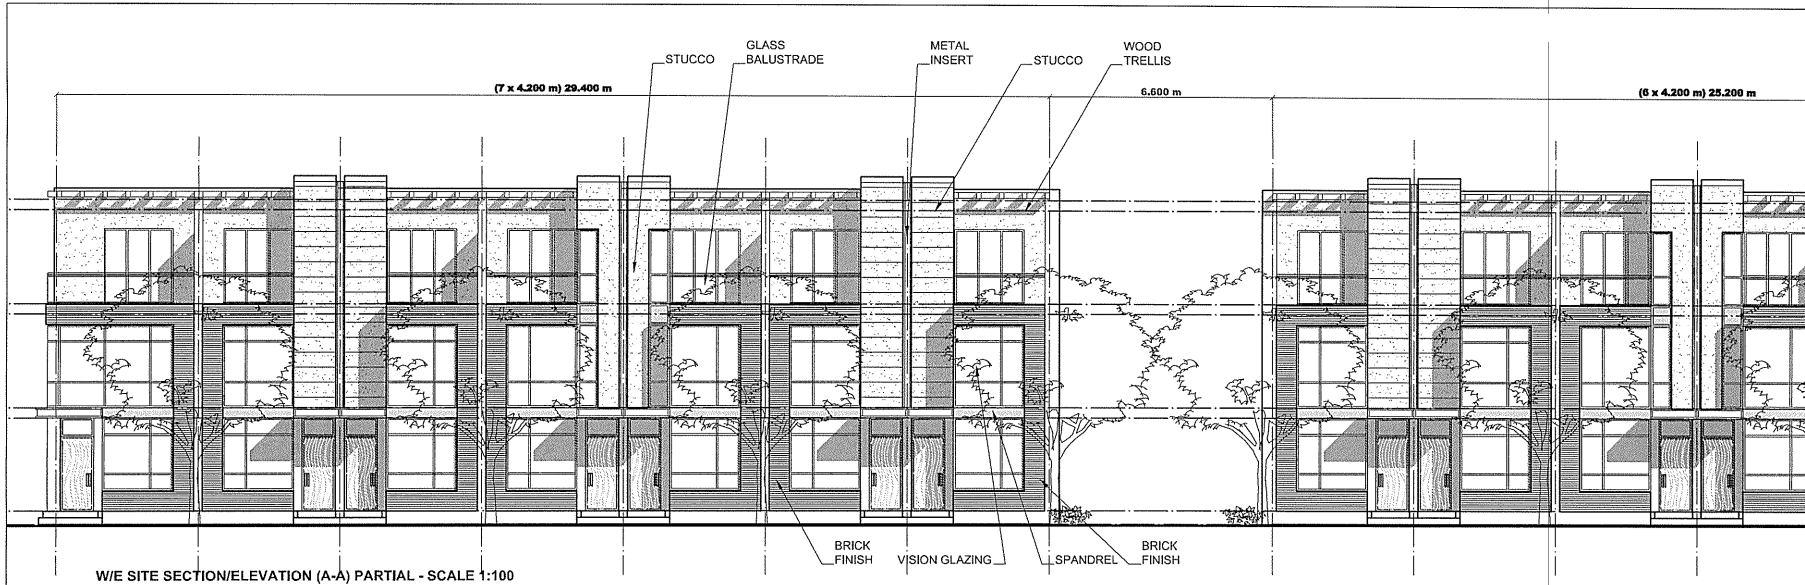 GLASS
BALUSTRADE
STUCCO
METAL
INSERT
STUCCO
WOOD
TRELLIS
(7 x 4.200 m) 29.400 m
6.600 m
(6 x 4.200 m) 25.200 m
BRICK
FINISH
VISION GLAZING
SPANDREL
BRICK
FINISH
W/E SITE SECTION/ELEVATION (A-A) PARTIAL - SCALE 1:100